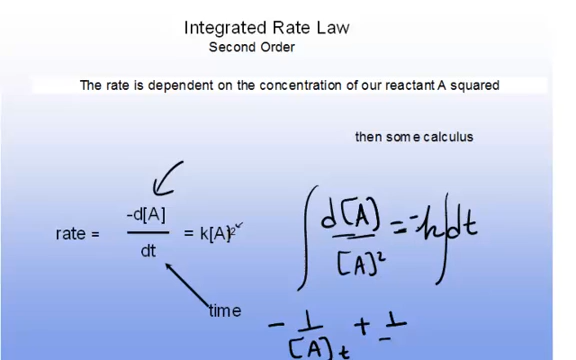 Integrated Rate Law
Second Order
The rate is dependent on the concentration of our reactant A squared
then some calculus
rate = -d[A]/dt = k[A]²
∫ d[A]/[A]² = -k∫dt
time
- 1/[A]t + 1